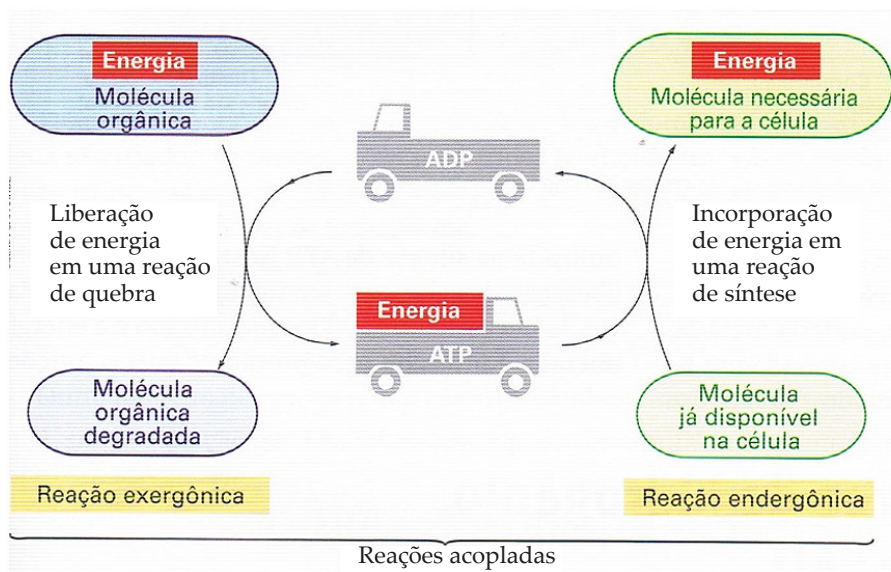 Energia
Molécula
orgânica
Energia
Molécula necessária
para a célula
ADP
Liberação
de energia
em uma reação
de quebra
Incorporação
de energia em
uma reação
de síntese
Energia
ATP
Molécula
orgânica
degradada
Molécula
já disponível
na célula
Reação exergônica
Reação endergônica
Reações acopladas